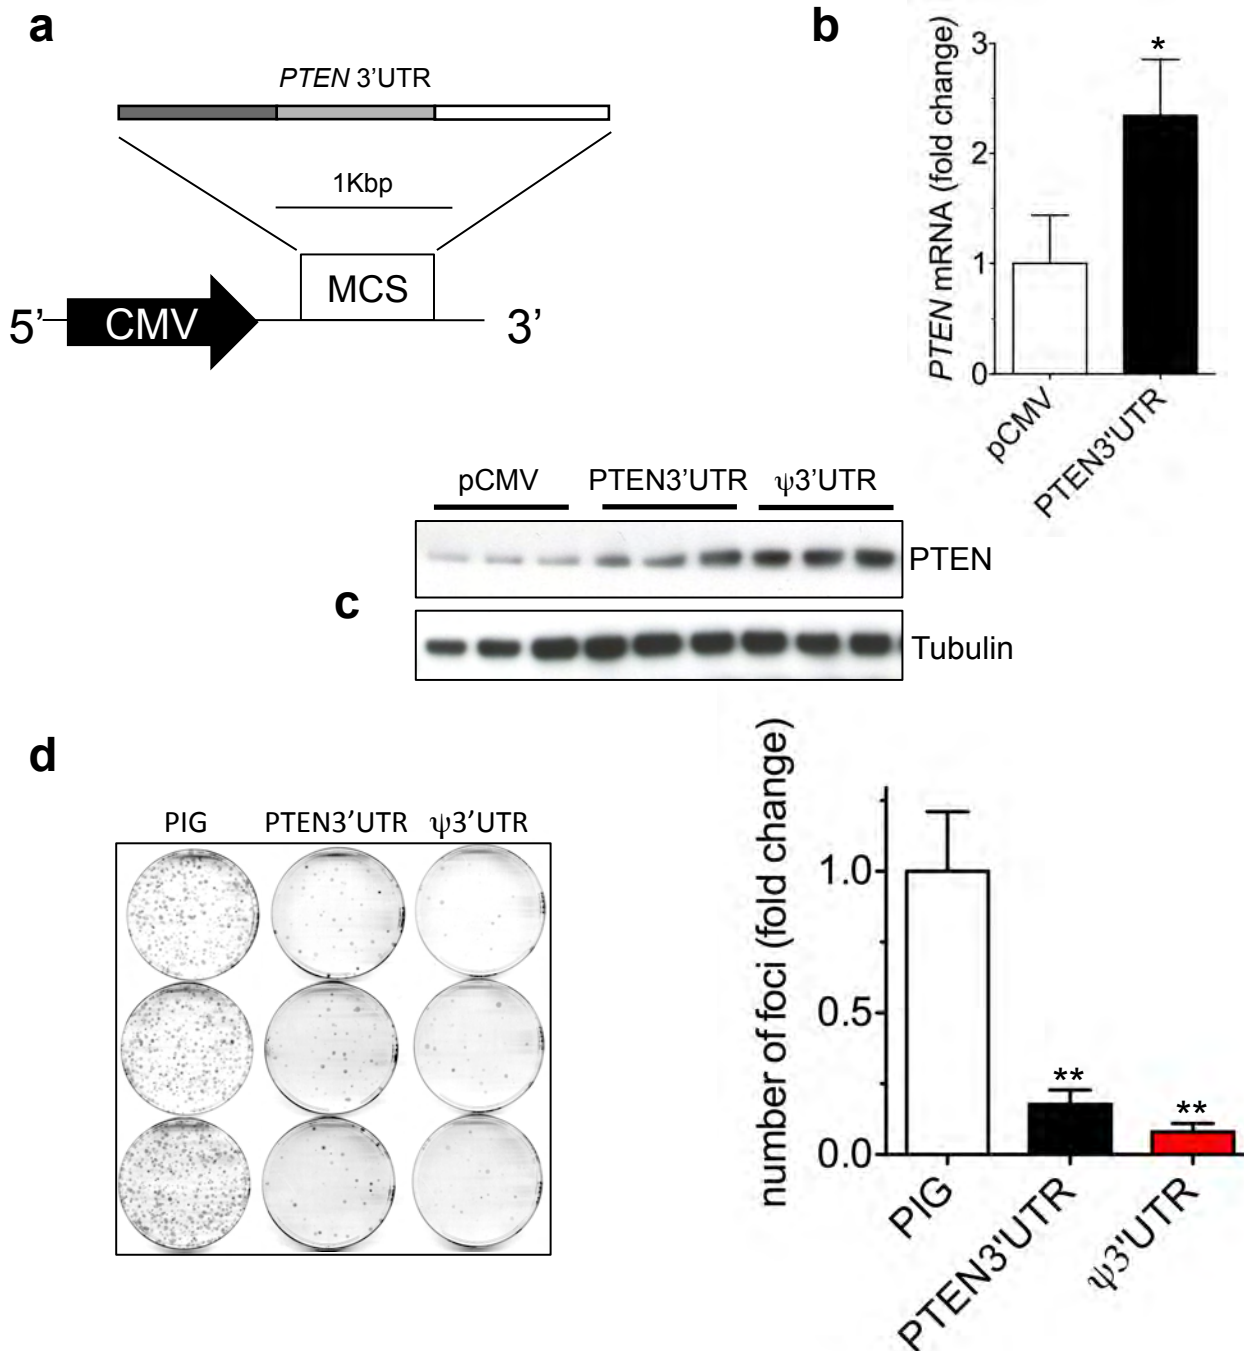 a
PTEN 3’UTR
1Kbp
MCS
5’
CMV
3’
b
PTEN mRNA (fold change)
3
2
1
0
*
pCMV
PTEN3'UTR
c
pCMV
PTEN3’UTR
ψ3’UTR
PTEN
Tubulin
d
PIG
PTEN3’UTR
ψ3’UTR
number of foci (fold change)
1.0
0.5
0.0
**
**
PIG
PTEN3'UTR
ψ3'UTR